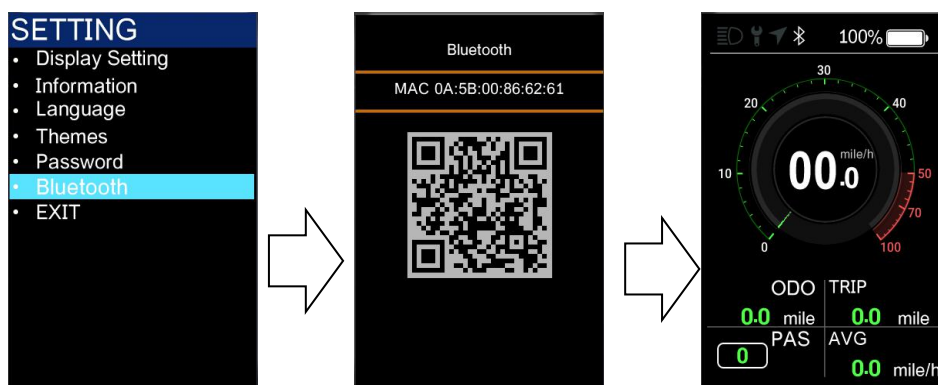 SETTING
• Display Setting
• Information
• Language
• Themes
• Password
• Bluetooth
• EXIT
Bluetooth
MAC 0A:5B:00:86:62:61
100%
30
20
40
10
50
mile/h
00.0
70
0
100
ODO
0.0 mile
TRIP
0.0 mile
PAS
0
AVG
0.0 mile/h